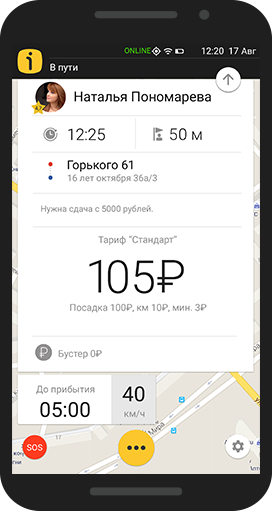 ONLINE 12:20 17 Авг
i
В пути
Наталья Пономарева
4.7
12:25 50 м
Горького 61
16 лет октября 36а/3
Нужна сдача с 5000 рублей.
Тариф "Стандарт"
105₽
Посадка 100₽, км 10₽, мин. 3₽
₽ Бустер 0₽
До прибытия
05:00
40
км/ч
SOS
Мира